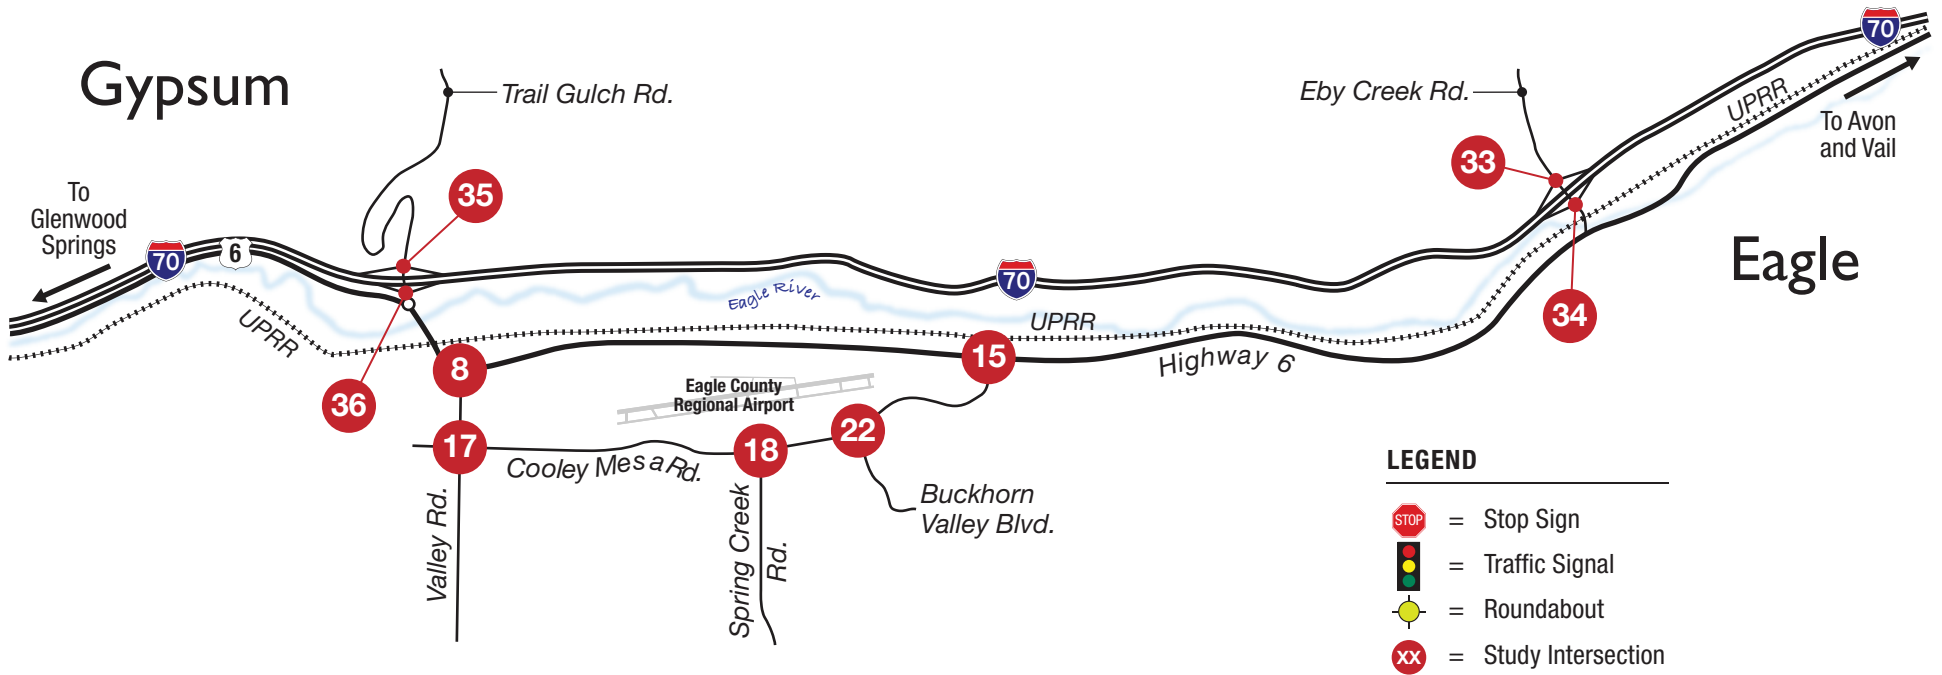 Gypsum
Trail Gulch Rd.
Eby Creek Rd.
70
UPRR
To Avon
and Vail
33
35
To
Glenwood
Springs
70
6
Eagle
70
Eagle River
34
UPRR
UPRR
15
Highway 6
8
36
Eagle County
Regional Airport
22
17
18
Cooley Mesa Rd.
Valley Rd.
Spring Creek
Rd.
Buckhorn
Valley Blvd.
LEGEND
STOP = Stop Sign
= Traffic Signal
= Roundabout
XX = Study Intersection